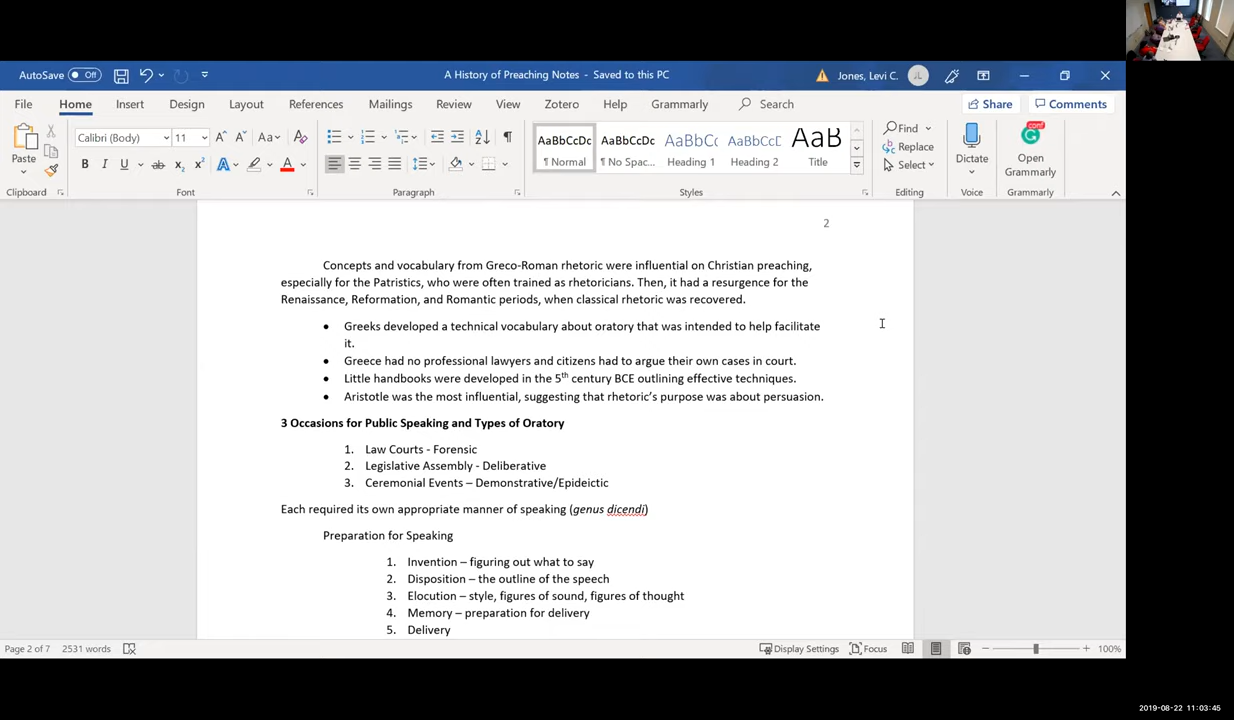 AutoSave Off
A History of Preaching Notes - Saved to this PC
Jones, Levi C. JL
File Home Insert Design Layout References Mailings Review View Zotero Help Grammarly Search Share Comments
Paste
Calibri (Body) 11 A A Aa A
B I U ab x₂ x² A A
AaBbCcDc AaBbCcDc AaBbCc AaBbCcD AaB
¶ Normal ¶ No Spac... Heading 1 Heading 2 Title
Find
Replace
Select
Dictate
conf
Open
Grammarly
Clipboard Font Paragraph Styles Editing Voice Grammarly
2
Concepts and vocabulary from Greco-Roman rhetoric were influential on Christian preaching,
especially for the Patristics, who were often trained as rhetoricians. Then, it had a resurgence for the
Renaissance, Reformation, and Romantic periods, when classical rhetoric was recovered.
• Greeks developed a technical vocabulary about oratory that was intended to help facilitate
it.
• Greece had no professional lawyers and citizens had to argue their own cases in court.
• Little handbooks were developed in the 5th century BCE outlining effective techniques.
• Aristotle was the most influential, suggesting that rhetoric's purpose was about persuasion.
3 Occasions for Public Speaking and Types of Oratory
1. Law Courts - Forensic
2. Legislative Assembly - Deliberative
3. Ceremonial Events – Demonstrative/Epideictic
Each required its own appropriate manner of speaking (genus dicendi)
Preparation for Speaking
1. Invention – figuring out what to say
2. Disposition – the outline of the speech
3. Elocution – style, figures of sound, figures of thought
4. Memory – preparation for delivery
5. Delivery
Page 2 of 7 2531 words
Display Settings Focus 100%
2019-08-22 11:03:45